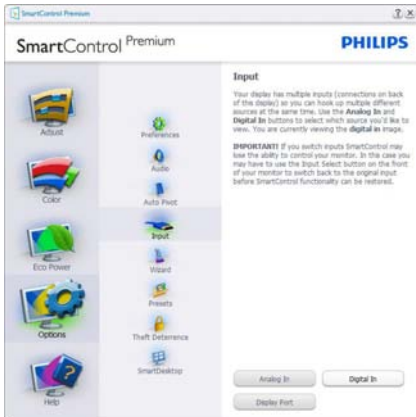 SmartControl Premium
SmartControl Premium
PHILIPS
Adjust
Color
Eco Power
Options
Help
Preferences
Audio
Auto Pivot
Input
Wizard
Presets
Theft Deterrence
SmartDesktop
Input
Your display has multiple inputs (connections on back
of this display) so you can hook up multiple different
sources at the same time. Use the Analog In and
Digital In buttons to select which source you'd like to
view. You are currently viewing the digital in image.
IMPORTANT! If you switch inputs SmartControl may
lose the ability to control your monitor. In this case you
may have to use the Input Select button on the front
of your monitor to switch back to the original input
before SmartControl functionality can be restored.
Analog In
Digital In
Display Port